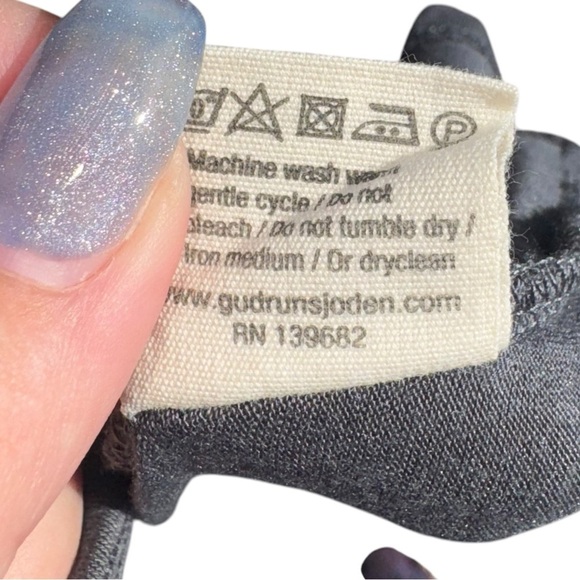 P
Machine wash warm
gentle cycle / Do not
bleach / Do not tumble dry /
Iron medium / Or dryclean
www.gudrunsjoden.com
RN 139682